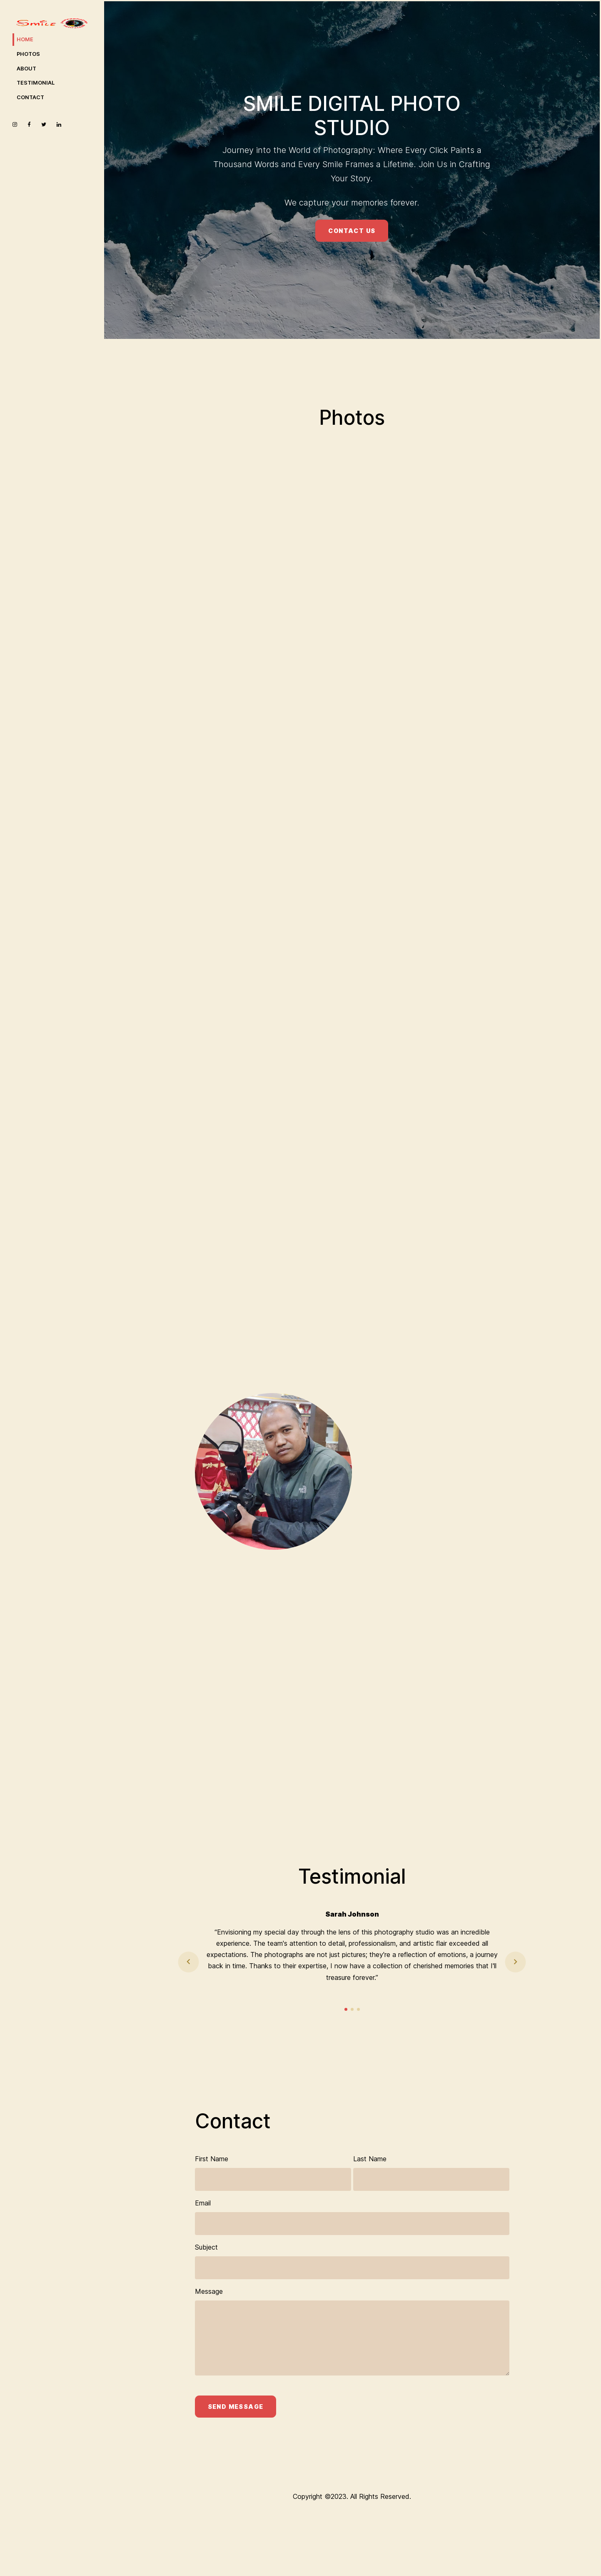 Smile
HOME
PHOTOS
ABOUT
TESTIMONIAL
CONTACT
SMILE DIGITAL PHOTO
STUDIO
Journey into the World of Photography: Where Every Click Paints a
Thousand Words and Every Smile Frames a Lifetime. Join Us in Crafting
Your Story.
We capture your memories forever.
CONTACT US
Photos
Testimonial
Sarah Johnson
"Envisioning my special day through the lens of this photography studio was an incredible
experience. The team's attention to detail, professionalism, and artistic flair exceeded all
expectations. The photographs are not just pictures; they're a reflection of emotions, a journey
back in time. Thanks to their expertise, I now have a collection of cherished memories that I'll
treasure forever."
Contact
First Name
Last Name
Email
Subject
Message
SEND MESSAGE
Copyright ©2023. All Rights Reserved.